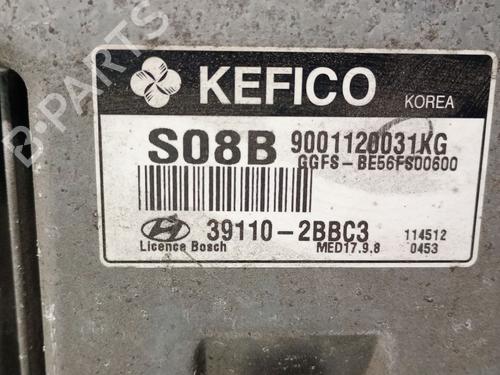 KEFICO KOREA
S08B 9001120031KG
GGFS-BE56FS00600
39110-2BBC3 114512
Licence Bosch MED17.9.8 0453
B-PARTS